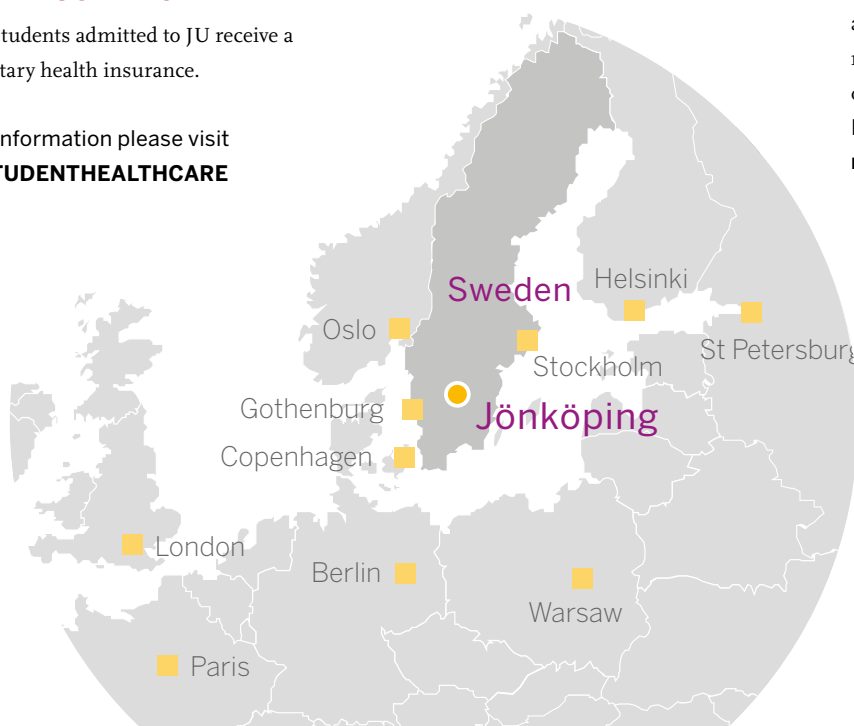 tudents admitted to JU receive a
tary health insurance.
nformation please visit
TUDENTHEALTHCARE
Sweden
Helsinki
Oslo
Stockholm
St Petersburg
Gothenburg
Jönköping
Copenhagen
London
Berlin
Warsaw
Paris